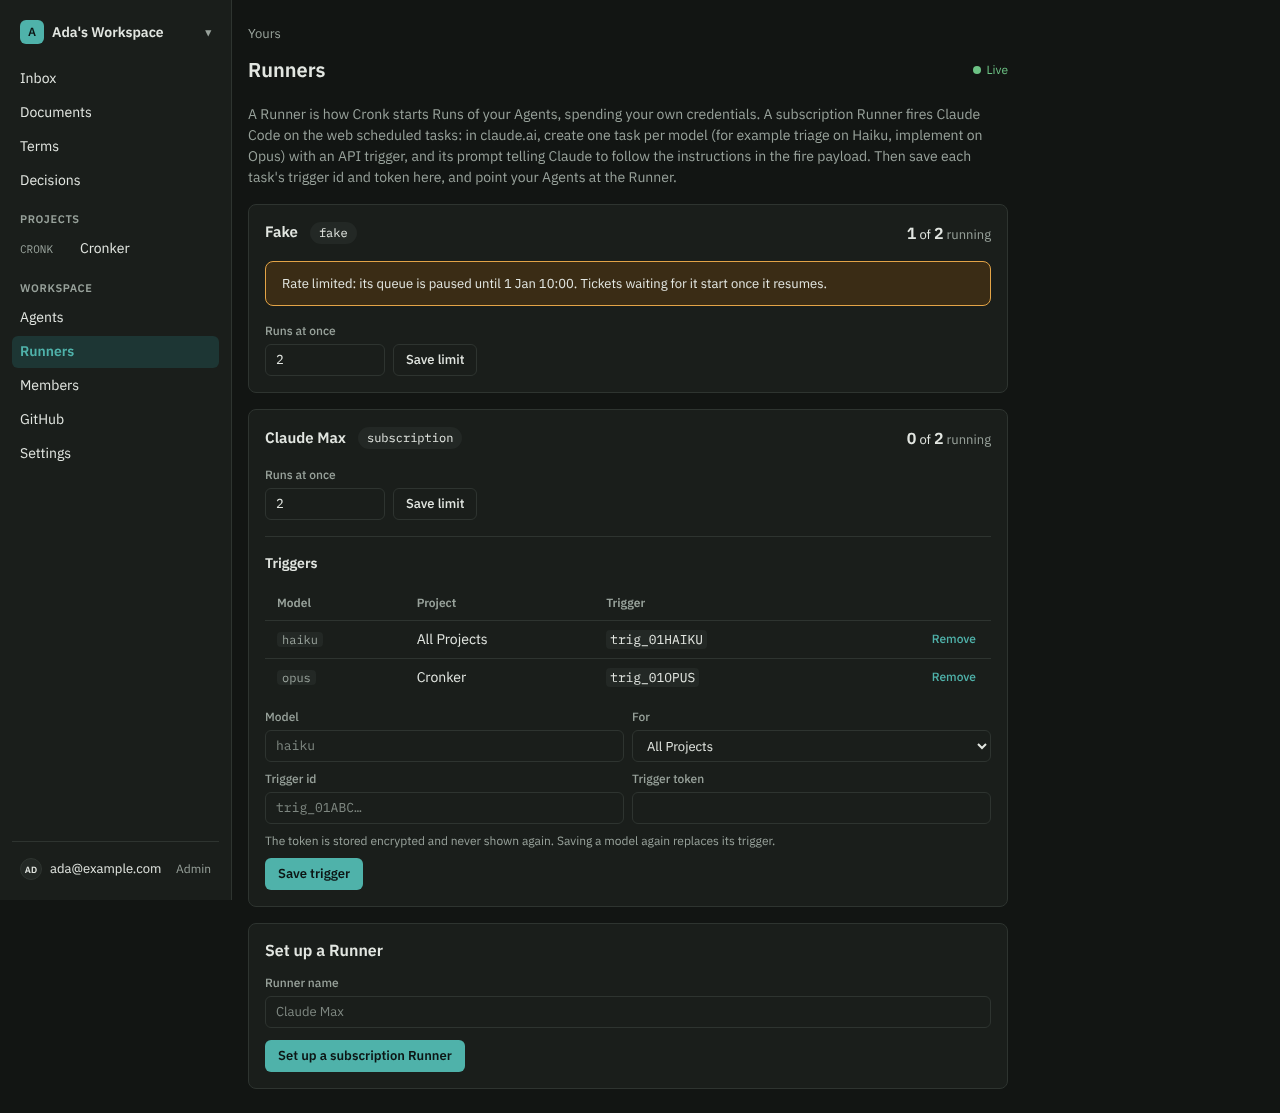 A Ada's Workspace ▾
Inbox
Documents
Terms
Decisions
PROJECTS
CRONK Cronker
WORKSPACE
Agents
Runners
Members
GitHub
Settings
AD ada@example.com Admin
Yours
Runners
Live
A Runner is how Cronk starts Runs of your Agents, spending your own credentials. A subscription Runner fires Claude
Code on the web scheduled tasks: in claude.ai, create one task per model (for example triage on Haiku, implement on
Opus) with an API trigger, and its prompt telling Claude to follow the instructions in the fire payload. Then save each
task's trigger id and token here, and point your Agents at the Runner.
Fake fake 1 of 2 running
Rate limited: its queue is paused until 1 Jan 10:00. Tickets waiting for it start once it resumes.
Runs at once
2 Save limit
Claude Max subscription 0 of 2 running
Runs at once
2 Save limit
Triggers
Model Project Trigger
haiku All Projects trig_01HAIKU Remove
opus Cronker trig_01OPUS Remove
Model For
haiku All Projects
Trigger id Trigger token
trig_01ABC…
The token is stored encrypted and never shown again. Saving a model again replaces its trigger.
Save trigger
Set up a Runner
Runner name
Claude Max
Set up a subscription Runner